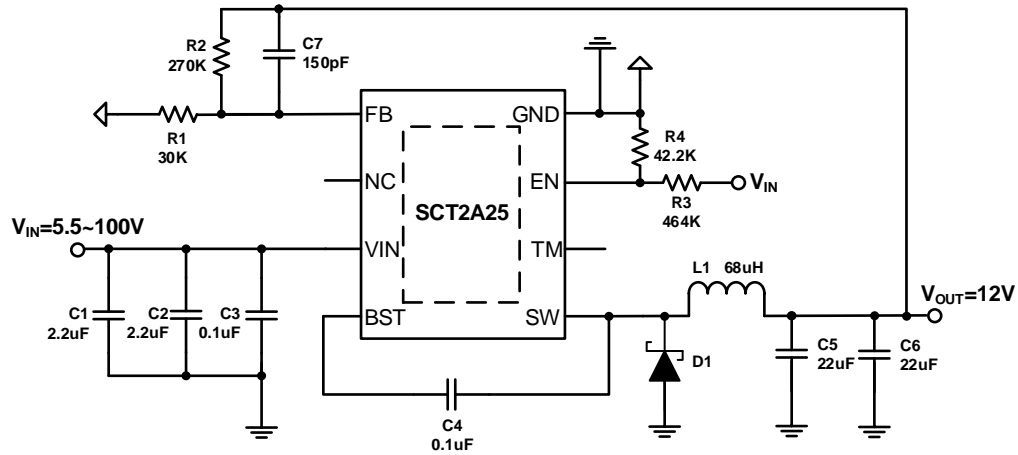 R2
270K
C7
150pF
R1
30K
FB
GND
R4
42.2K
NC
EN
V_IN
R3
464K
SCT2A25
V_IN=5.5~100V
VIN
TM
L1 68uH
V_OUT=12V
C1
2.2uF
C2
2.2uF
C3
0.1uF
BST
SW
D1
C5
22uF
C6
22uF
C4
0.1uF